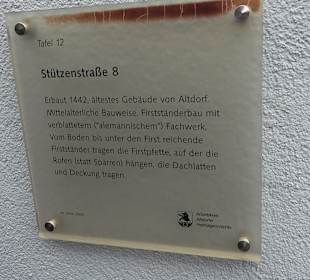 Tafel 12
Stützenstraße 8
Erbaut 1442, ältestes Gebäude von Altdorf.
Mittelalterliche Bauweise, Firstständerbau mit
verblattetem ("alemannischem") Fachwerk.
Vom Boden bis unter den First reichende
Firstständer tragen die Firstpfette, auf der die
Rofen (statt Sparren) hängen, die Dachlatten
und Deckung tragen.